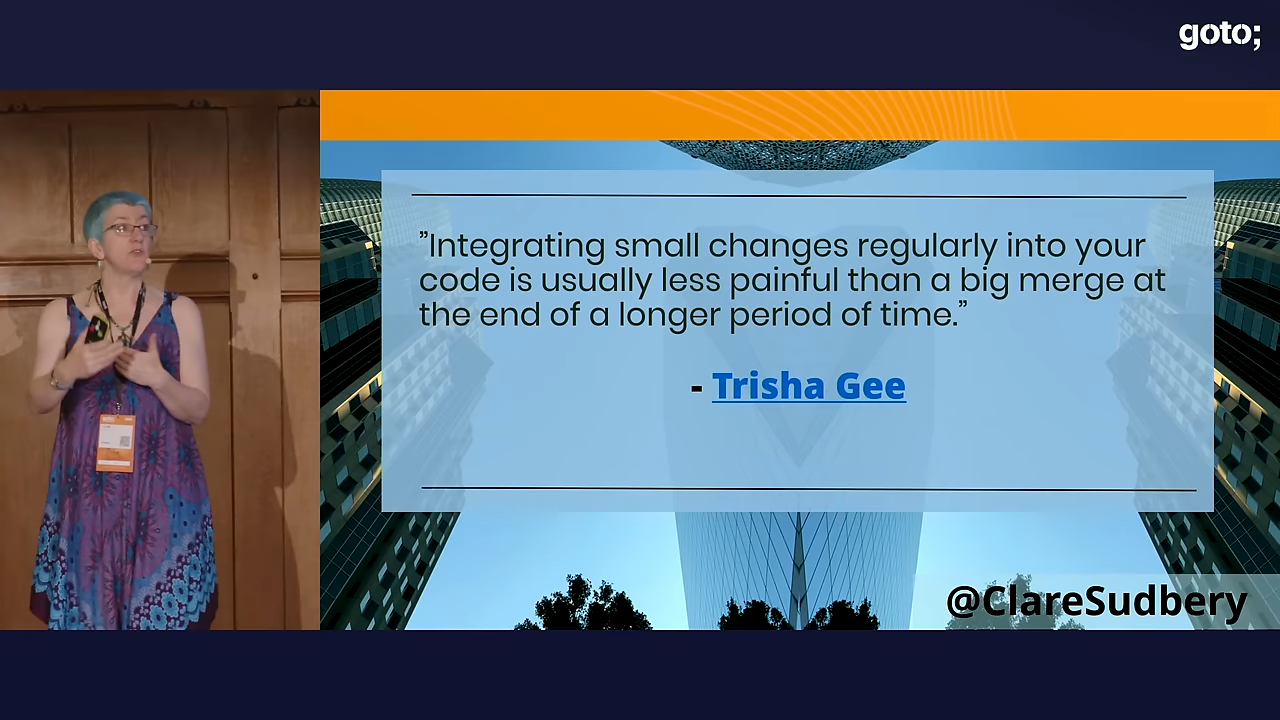 goto;
”Integrating small changes regularly into your
code is usually less painful than a big merge at
the end of a longer period of time.”
- Trisha Gee
@ClareSudbery